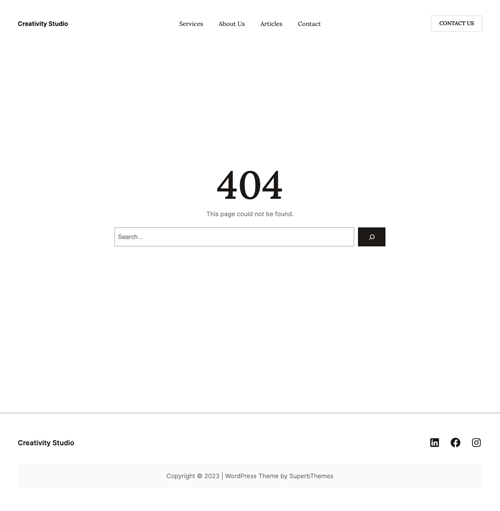 Creativity Studio
Services About Us Articles Contact
CONTACT US
404
This page could not be found.
Search...
Creativity Studio
Copyright © 2023 | WordPress Theme by SuperbThemes